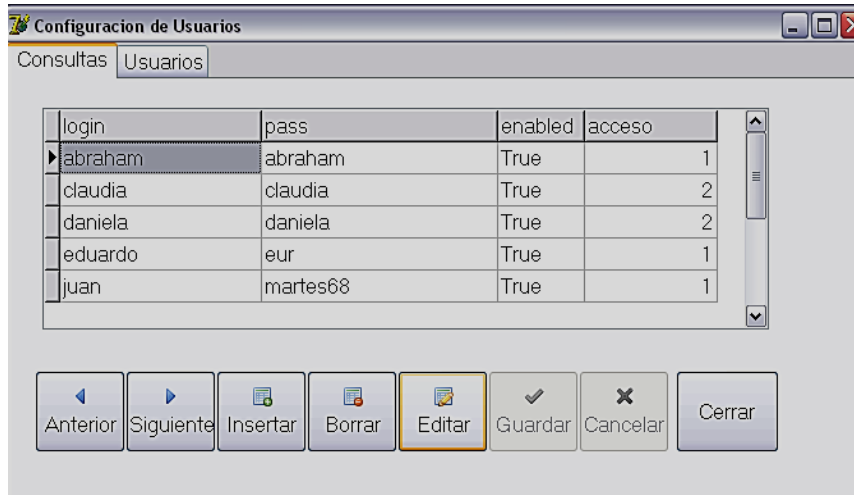 Configuracion de Usuarios
Consultas Usuarios
login pass enabled acceso
abraham abraham True 1
claudia claudia True 2
daniela daniela True 2
eduardo eur True 1
juan martes68 True 1
Anterior Siguiente Insertar Borrar Editar Guardar Cancelar Cerrar